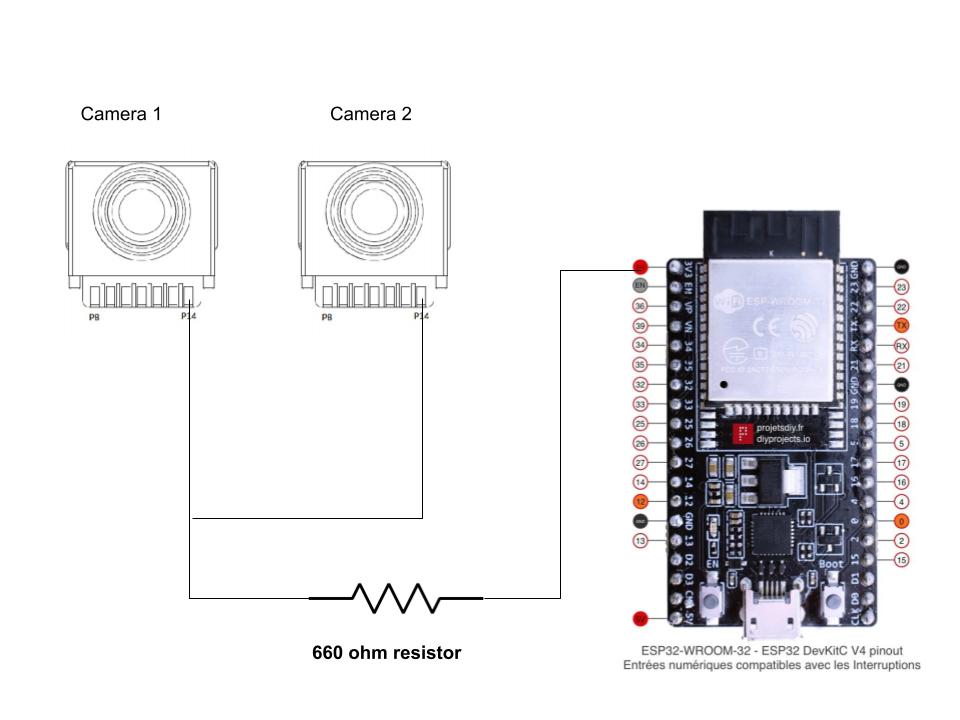 Camera 1
Camera 2
P8
P14
P8
P14
660 ohm resistor
K
WiFi ESP-WROOM-32
CE
projetsdiy.fr
diyprojects.io
EN
36
39
34
35
32
33
25
26
27
14
12
GND
13
3V3
EN
VP
VN
34
35
32
33
25
26
27
14
12
GND
13
D2
D3
5V
EN
Boot
GND
23
22
TX
RX
21
GND
19
18
5
17
16
4
0
2
15
D1
D0
CLK
GND
23
22
TX
RX
21
GND
19
18
5
17
16
4
0
2
15
ESP32-WROOM-32 - ESP32 DevKitC V4 pinout
Entrées numériques compatibles avec les Interruptions